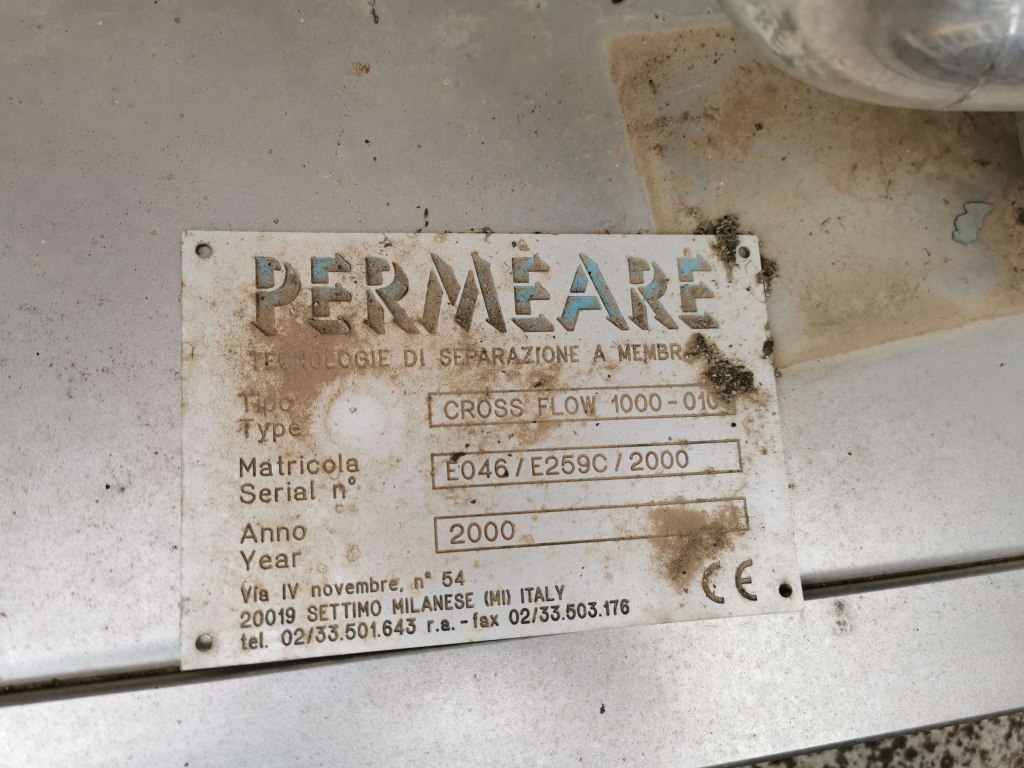 PERMEARE
TECNOLOGIE DI SEPARAZIONE A
Tipo
Type
CROSS FLOW 1000-010
Matricola
Serial n°
E046/E259C/2000
Anno
Year
2000
Via IV novembre, n° 54
20019 SETTIMO MILANESE (MI) ITALY
tel. 02/33.501.643 r.a.-fax 02/33.503.176
CE